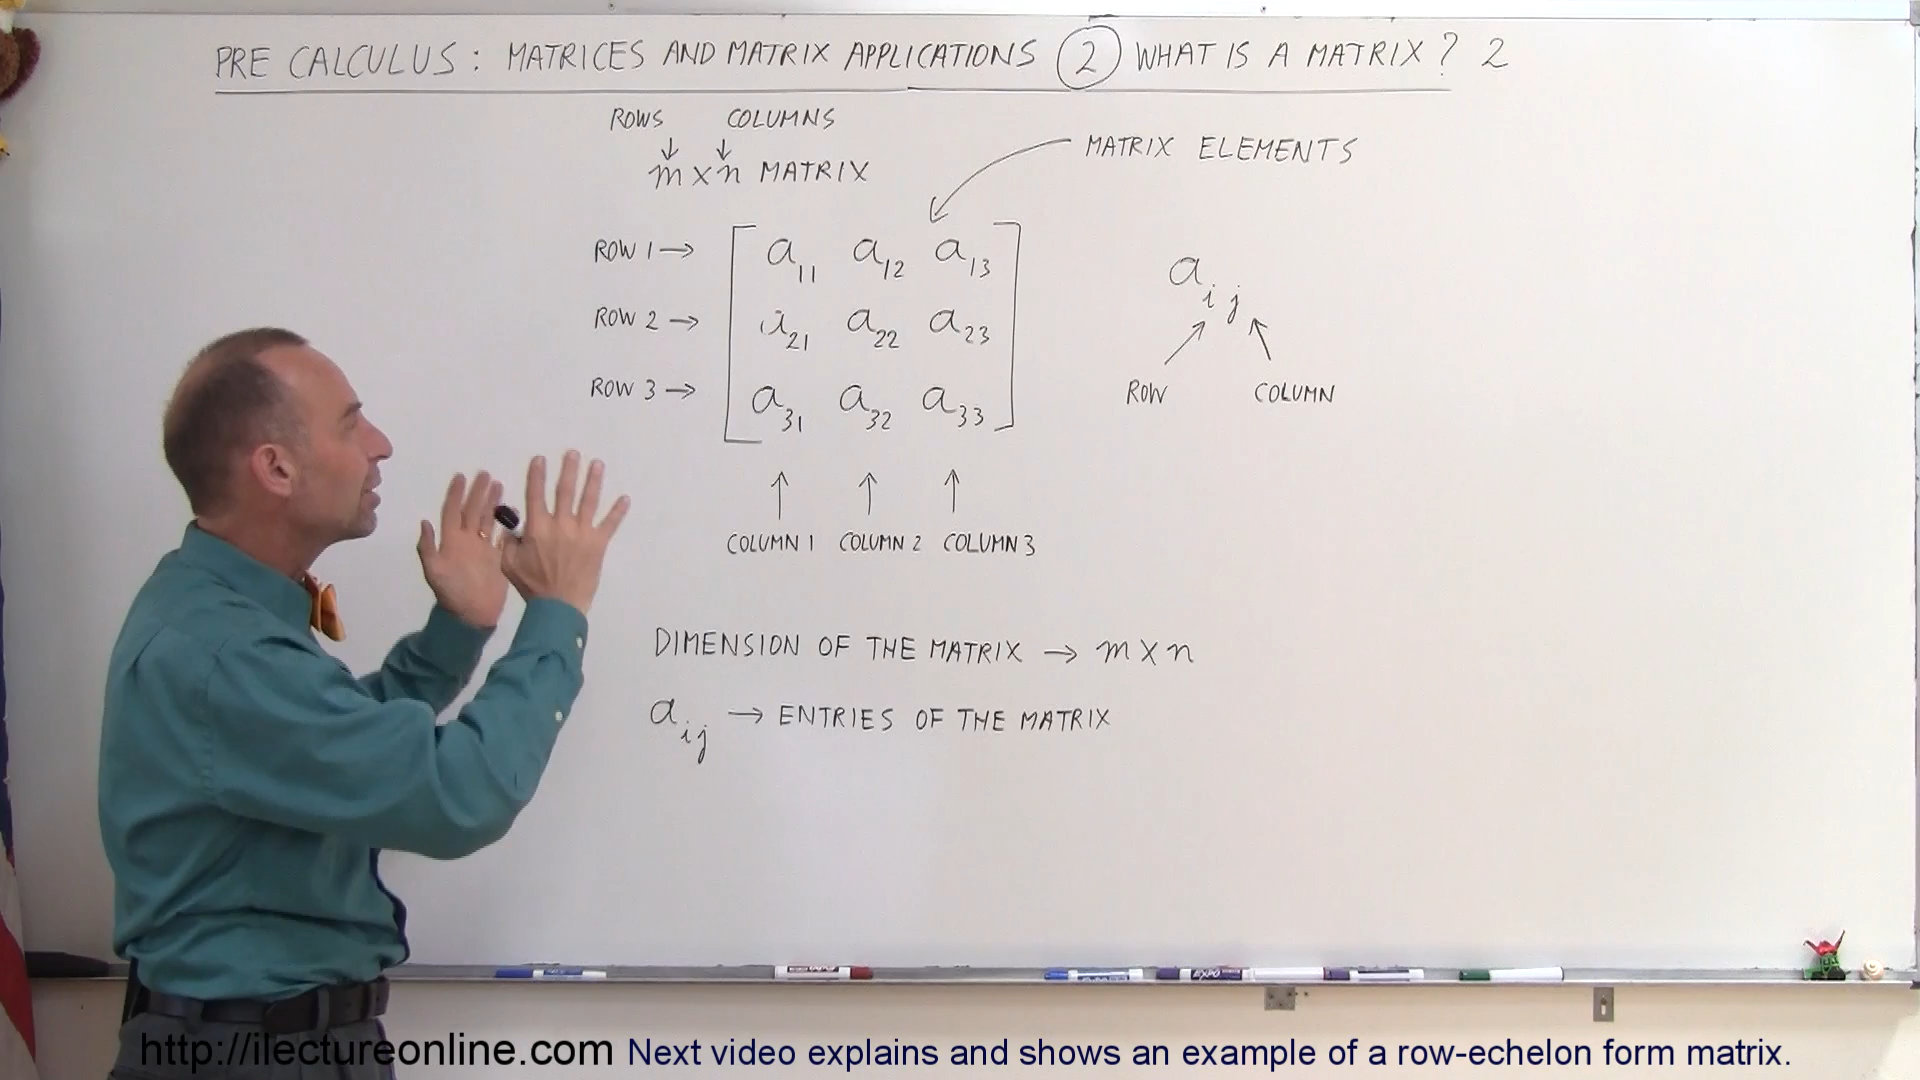 PRE CALCULUS: MATRICES AND MATRIX APPLICATIONS 2 WHAT IS A MATRIX? 2
ROWS COLUMNS
↓ ↓
m x n MATRIX
MATRIX ELEMENTS
ROW 1 → a11 a12 a13
ROW 2 → a21 a22 a23
ROW 3 → a31 a32 a33
↑ ↑ ↑
COLUMN 1 COLUMN 2 COLUMN 3
aij
ROW COLUMN
DIMENSION OF THE MATRIX → m x n
aij → ENTRIES OF THE MATRIX
EXPO
http://ilectureonline.com Next video explains and shows an example of a row-echelon form matrix.